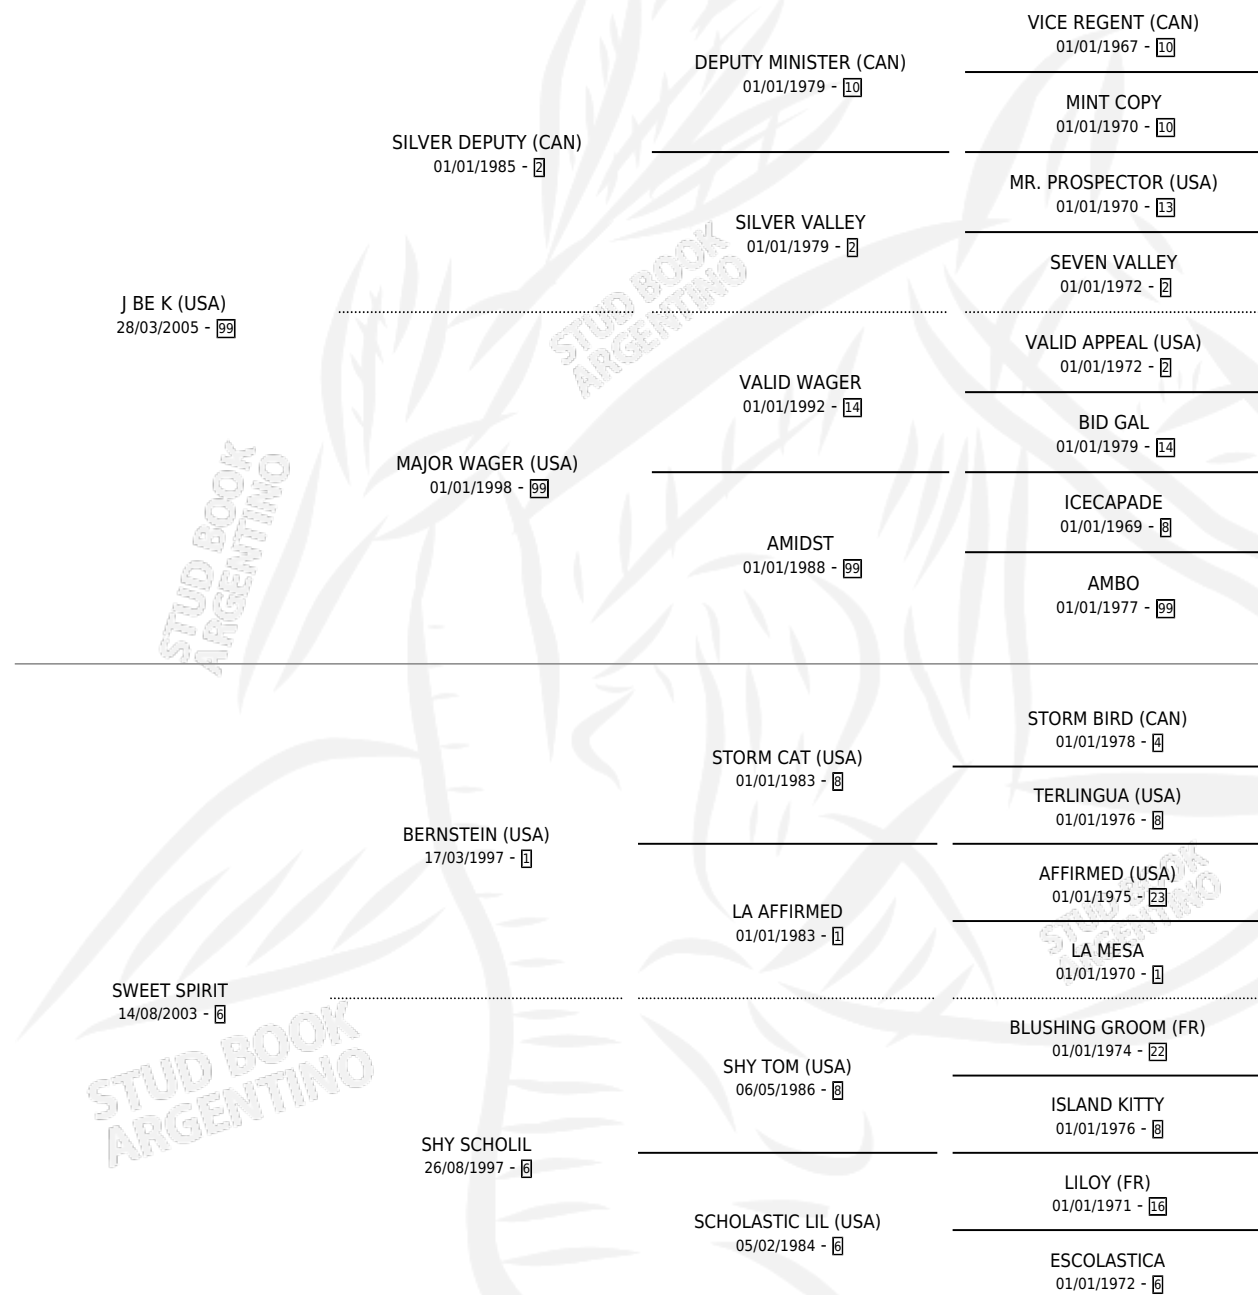 VICE REGENT (CAN)
01/01/1967 - 10
DEPUTY MINISTER (CAN)
01/01/1979 - 10
MINT COPY
01/01/1970 - 10
SILVER DEPUTY (CAN)
01/01/1985 - 2
MR. PROSPECTOR (USA)
01/01/1970 - 13
SILVER VALLEY
01/01/1979 - 2
SEVEN VALLEY
01/01/1972 - 2
J BE K (USA)
28/03/2005 - 99
VALID APPEAL (USA)
01/01/1972 - 2
VALID WAGER
01/01/1992 - 14
BID GAL
01/01/1979 - 14
MAJOR WAGER (USA)
01/01/1998 - 99
ICECAPADE
01/01/1969 - 8
AMIDST
01/01/1988 - 99
AMBO
01/01/1977 - 99
STORM BIRD (CAN)
01/01/1978 - 4
STORM CAT (USA)
01/01/1983 - 8
TERLINGUA (USA)
01/01/1976 - 8
BERNSTEIN (USA)
17/03/1997 - 1
AFFIRMED (USA)
01/01/1975 - 23
LA AFFIRMED
01/01/1983 - 1
LA MESA
01/01/1970 - 1
SWEET SPIRIT
14/08/2003 - 6
BLUSHING GROOM (FR)
01/01/1974 - 22
SHY TOM (USA)
06/05/1986 - 8
ISLAND KITTY
01/01/1976 - 8
SHY SCHOLIL
26/08/1997 - 6
LILOY (FR)
01/01/1971 - 16
SCHOLASTIC LIL (USA)
05/02/1984 - 6
ESCOLASTICA
01/01/1972 - 6
STUD BOOK
ARGENTINO
STUD BOOK
ARGENTINO
STUD BOOK
ARGENTINO
STUD BOOK
ARGENTINO